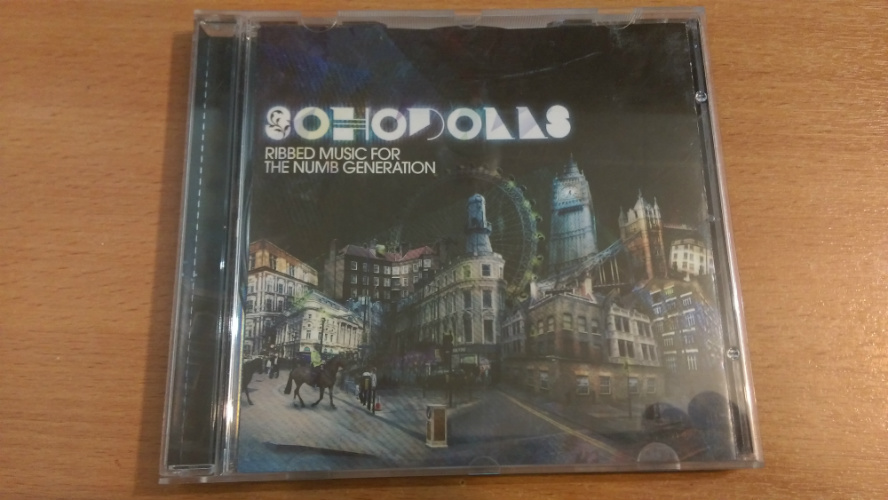 SOHODOLLS
RIBBED MUSIC FOR
THE NUMB GENERATION